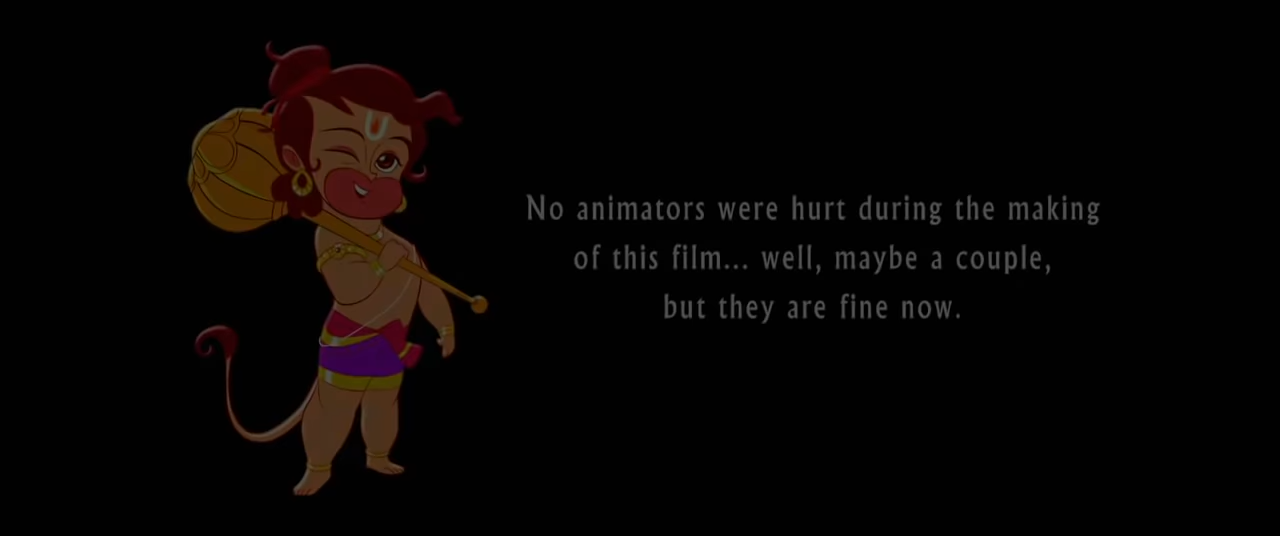 No animators were hurt during the making
of this film... well, maybe a couple,
but they are fine now.